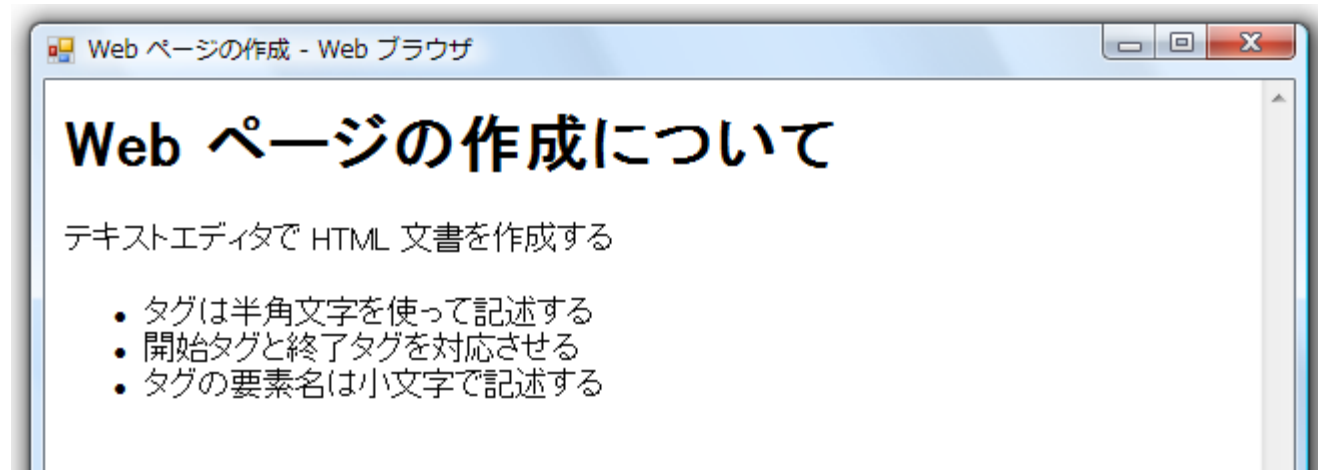 Web ページの作成 - Web ブラウザ
Web ページの作成について
テキストエディタで HTML 文書を作成する
• タグは半角文字を使って記述する
• 開始タグと終了タグを対応させる
• タグの要素名は小文字で記述する